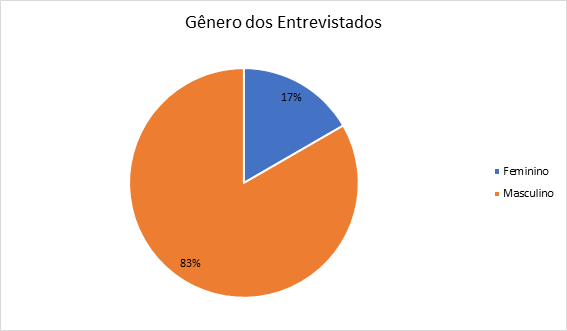 Gênero dos Entrevistados
17%
Feminino
Masculino
83%